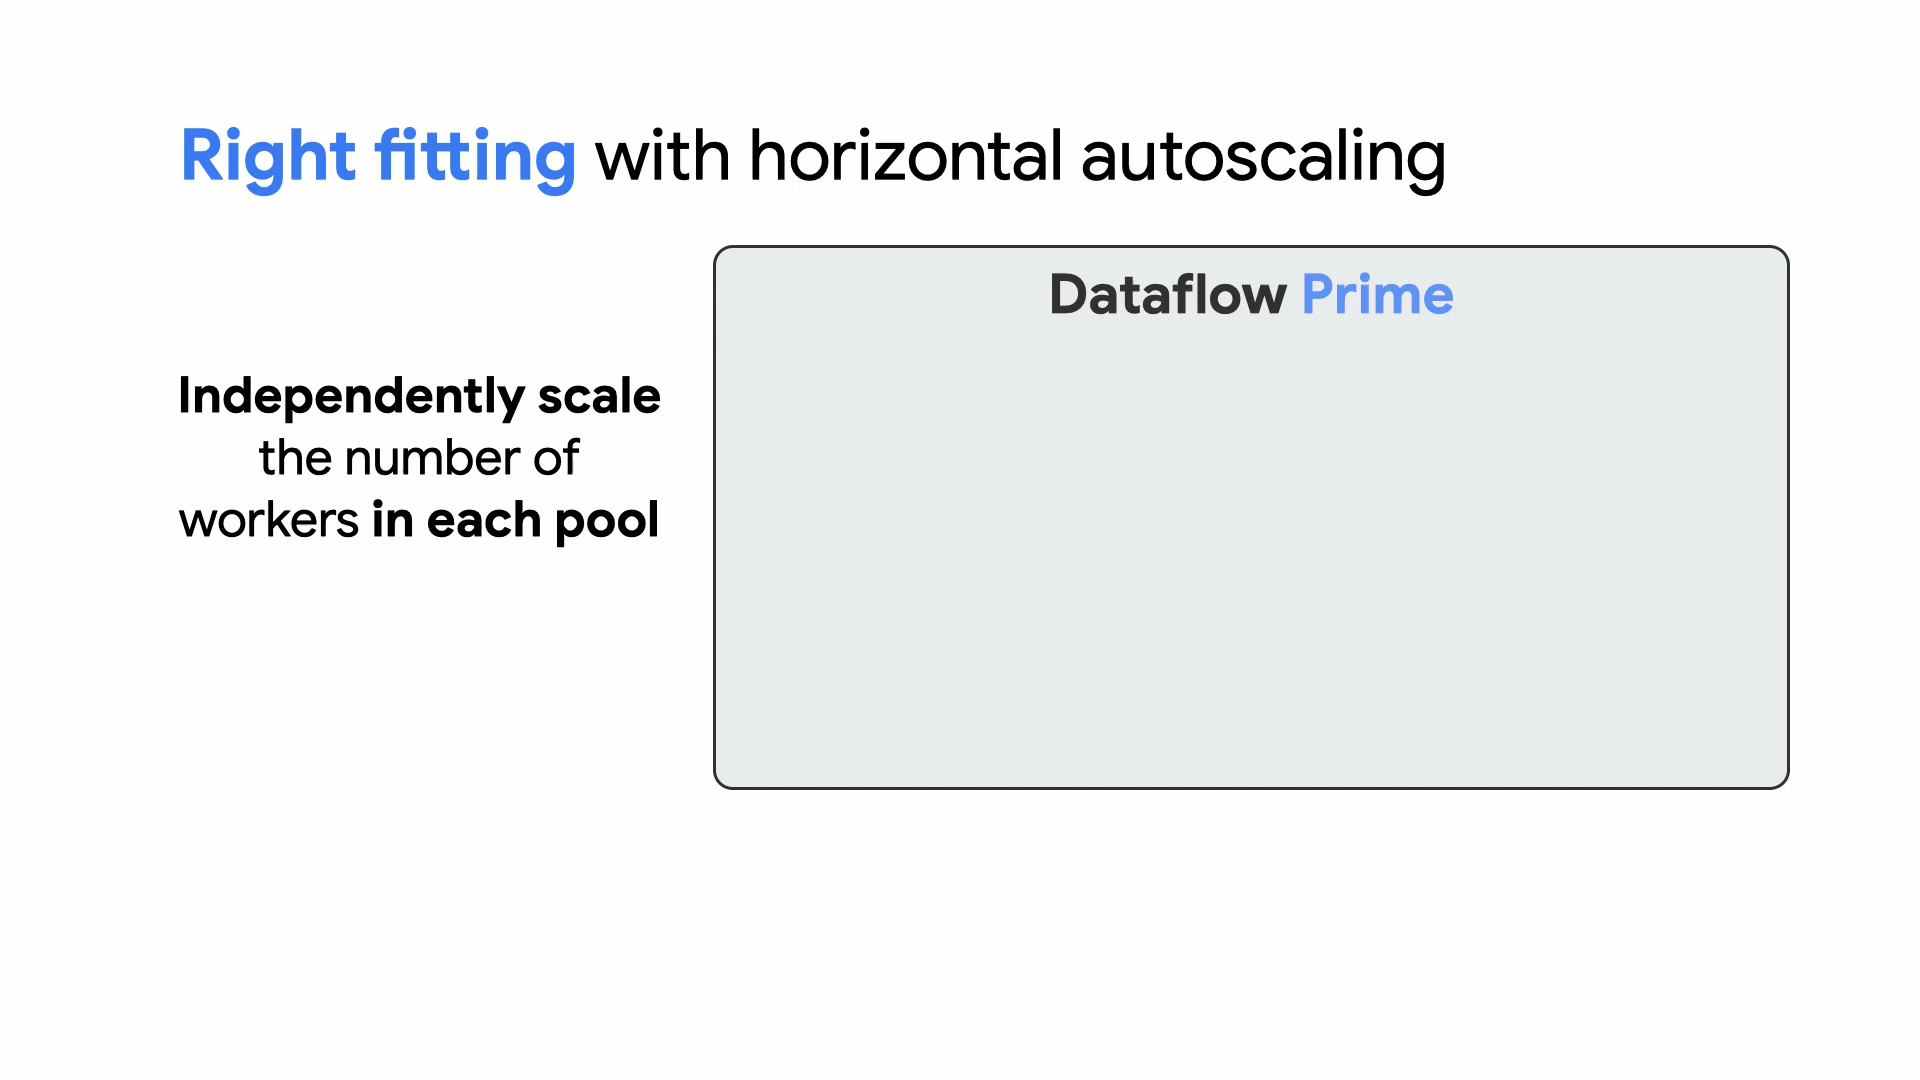 Right fitting with horizontal autoscaling
Dataflow Prime
Independently scale
the number of
workers in each pool